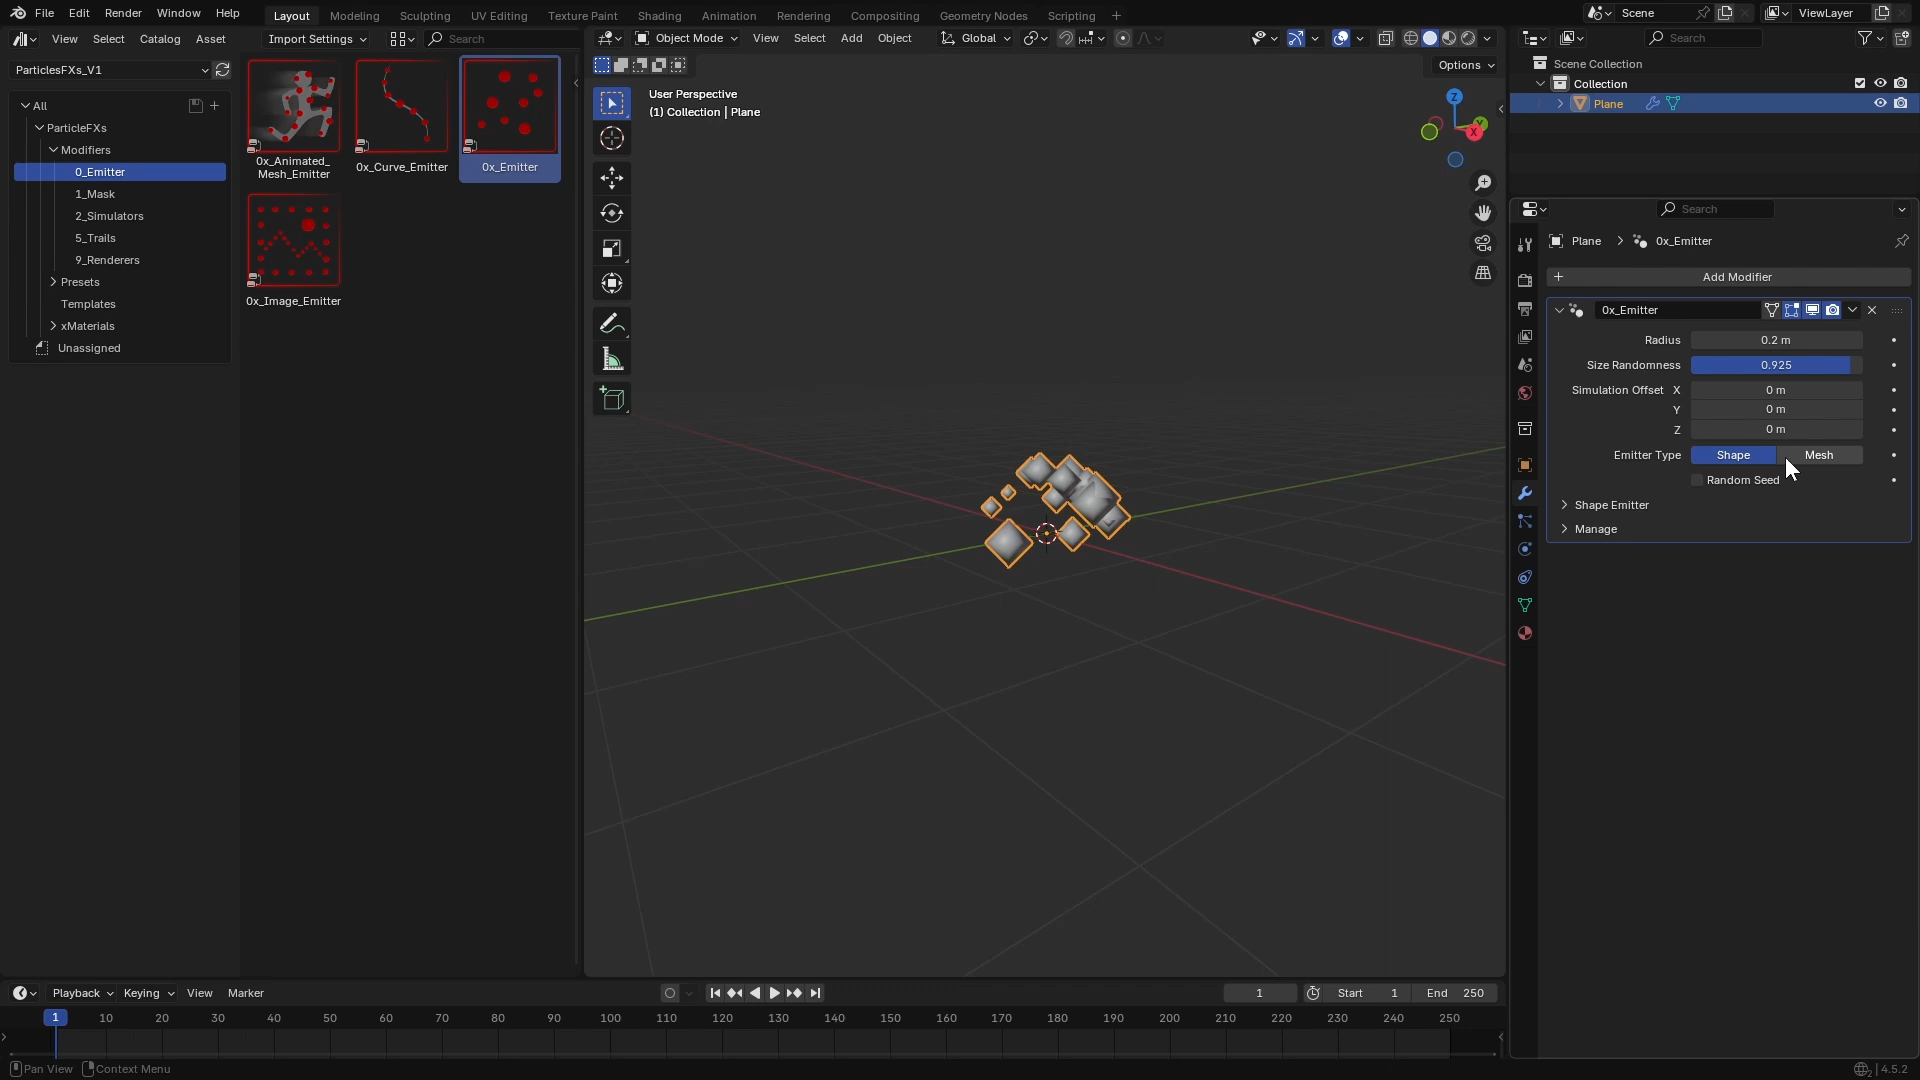 File Edit Render Window Help Layout Modeling Sculpting UV Editing Texture Paint Shading Animation Rendering Compositing Geometry Nodes Scripting + Scene ViewLayer
View Select Catalog Asset Import Settings Search
Object Mode View Select Add Object Global
Search
ParticlesFXs_V1
Options
All
ParticleFXs
Modifiers
0_Emitter
1_Mask
2_Simulators
5_Trails
9_Renderers
Presets
Templates
xMaterials
Unassigned
0x_Animated_
Mesh_Emitter
0x_Curve_Emitter
0x_Emitter
0x_Image_Emitter
User Perspective
(1) Collection | Plane
Z
Y
X
Scene Collection
Collection
Plane
Search
Plane 0x_Emitter
+ Add Modifier
0x_Emitter
Radius 0.2 m
Size Randomness 0.925
Simulation Offset X 0 m
Y 0 m
Z 0 m
Emitter Type Shape Mesh
Random Seed
Shape Emitter
Manage
Playback Keying View Marker 1 Start 1 End 250
1 10 20 30 40 50 60 70 80 90 100 110 120 130 140 150 160 170 180 190 200 210 220 230 240 250
Pan View Context Menu 4.5.2